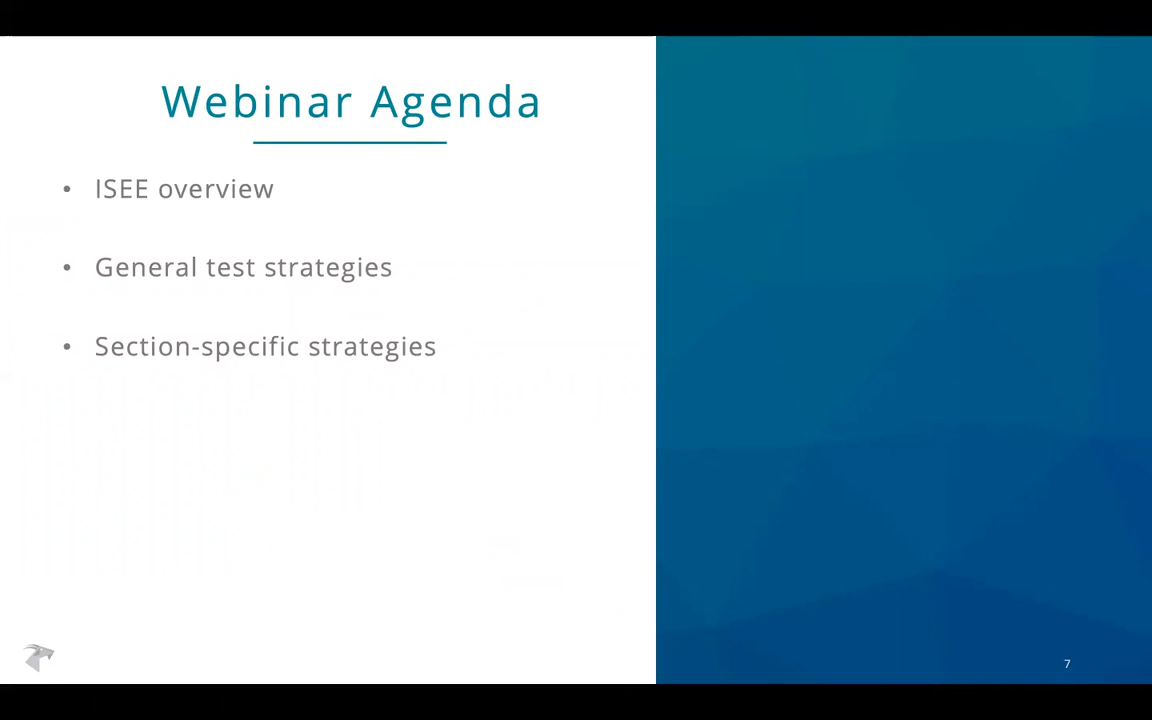 Webinar Agenda
• ISEE overview
• General test strategies
• Section-specific strategies
7